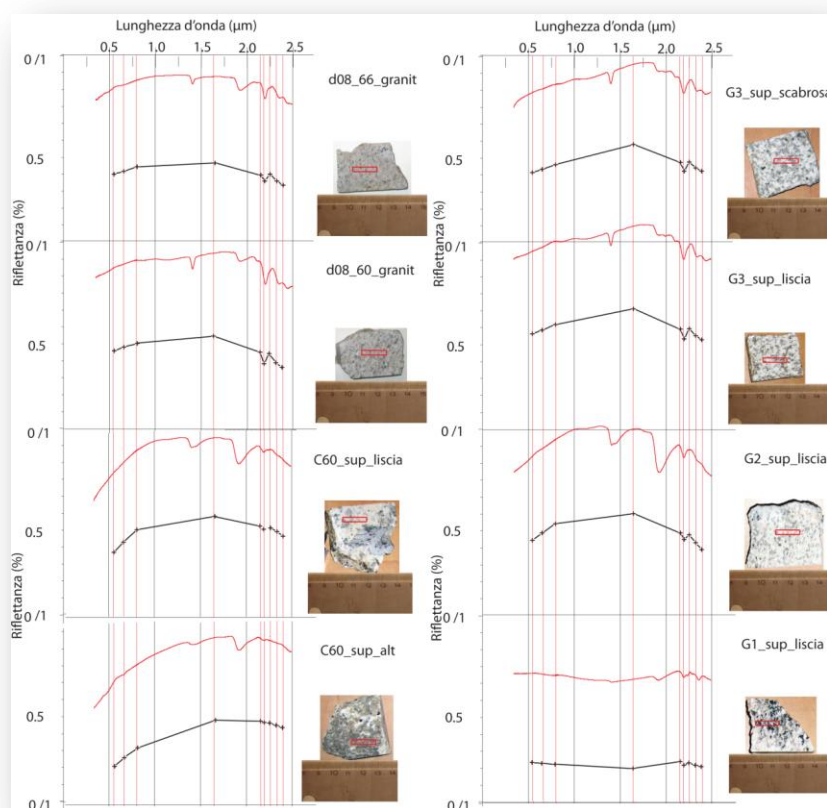 Lunghezza d'onda (µm)
0.5 1.0 1.5 2.0 2.5
0 /1
d08_66_granit
0.5
Riflettanza (%)
0 /1
d08_60_granit
0.5
Riflettanza (%)
0 /1
C60_sup_liscia
0.5
Riflettanza (%)
0 /1
C60_sup_alt
0.5
0 /1
Lunghezza d'onda (µm)
0.5 1.0 1.5 2.0 2.5
0 /1
G3_sup_scabrosa
0.5
Riflettanza (%)
0 /1
G3_sup_liscia
0.5
Riflettanza (%)
0 /1
G2_sup_liscia
0.5
Riflettanza (%)
0 /1
G1_sup_liscia
0.5
0 /1